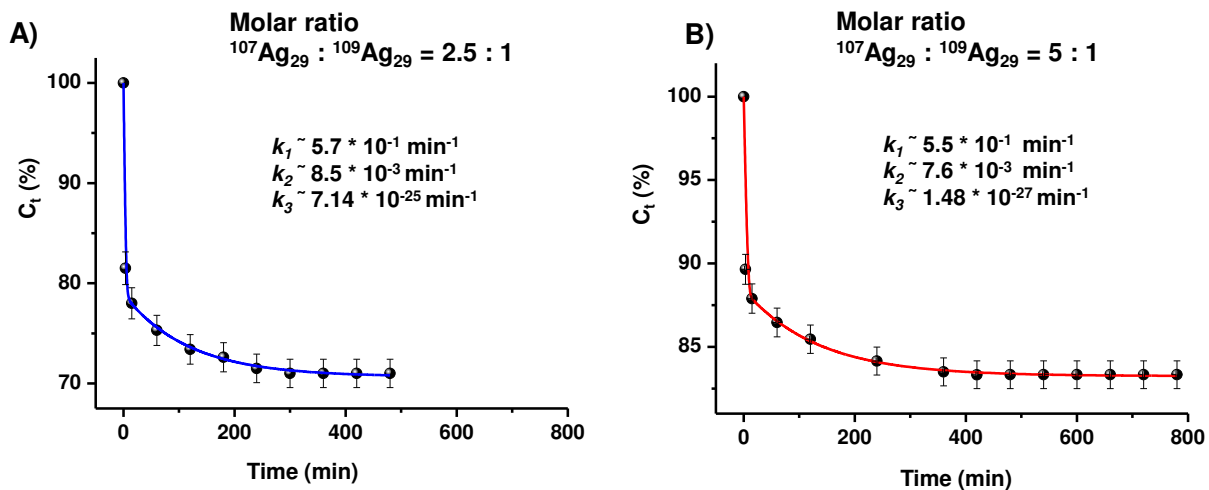 A)
Molar ratio
¹⁰⁷Ag₂₉ : ¹⁰⁹Ag₂₉ = 2.5 : 1
k₁ ~ 5.7 * 10⁻¹ min⁻¹
k₂ ~ 8.5 * 10⁻³ min⁻¹
k₃ ~ 7.14 * 10⁻²⁵ min⁻¹
Cₜ (%)
100
90
80
70
0 200 400 600 800
Time (min)
B)
Molar ratio
¹⁰⁷Ag₂₉ : ¹⁰⁹Ag₂₉ = 5 : 1
k₁ ~ 5.5 * 10⁻¹ min⁻¹
k₂ ~ 7.6 * 10⁻³ min⁻¹
k₃ ~ 1.48 * 10⁻²⁷ min⁻¹
Cₜ (%)
100
95
90
85
0 200 400 600 800
Time (min)